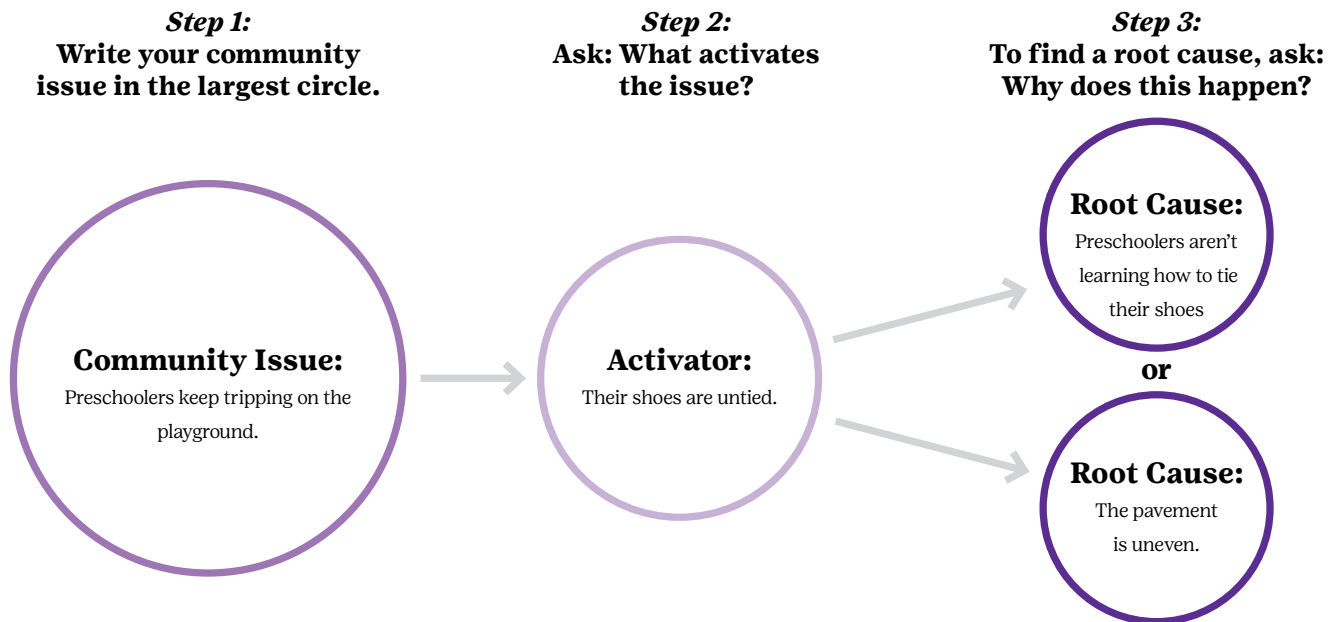 Step 1:
Write your community
issue in the largest circle.
Step 2:
Ask: What activates
the issue?
Step 3:
To find a root cause, ask:
Why does this happen?
Community Issue:
Preschoolers keep tripping on the
playground.
Activator:
Their shoes are untied.
Root Cause:
Preschoolers aren’t
learning how to tie
their shoes
or
Root Cause:
The pavement
is uneven.